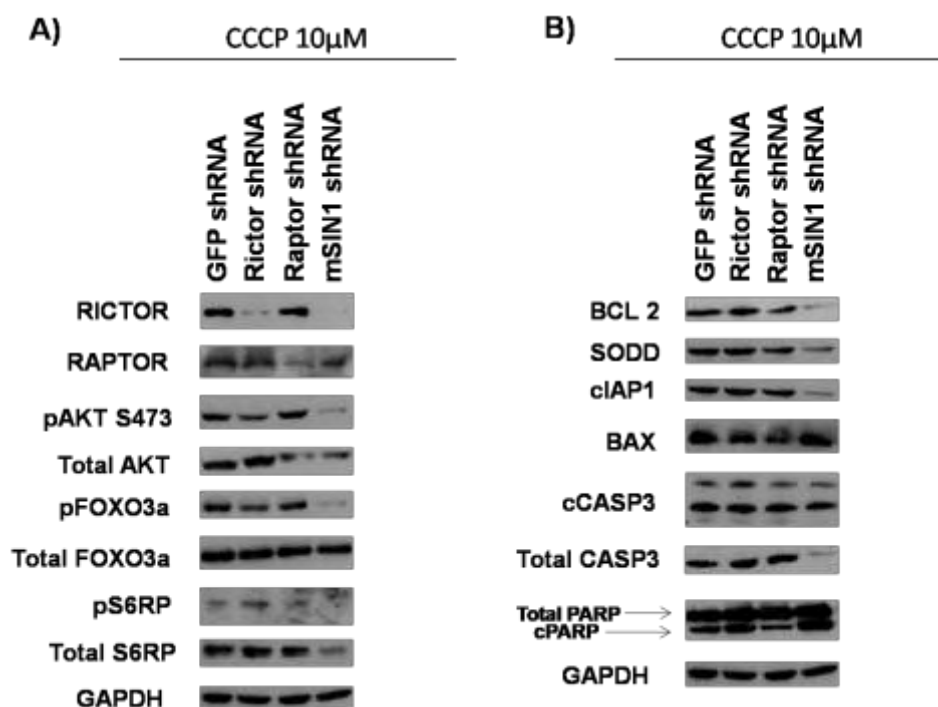 A)
CCCP 10µM
GFP shRNA
Rictor shRNA
Raptor shRNA
mSIN1 shRNA
RICTOR
RAPTOR
pAKT S473
Total AKT
pFOXO3a
Total FOXO3a
pS6RP
Total S6RP
GAPDH
B)
CCCP 10µM
GFP shRNA
Rictor shRNA
Raptor shRNA
mSIN1 shRNA
BCL 2
SODD
cIAP1
BAX
cCASP3
Total CASP3
Total PARP
cPARP
GAPDH